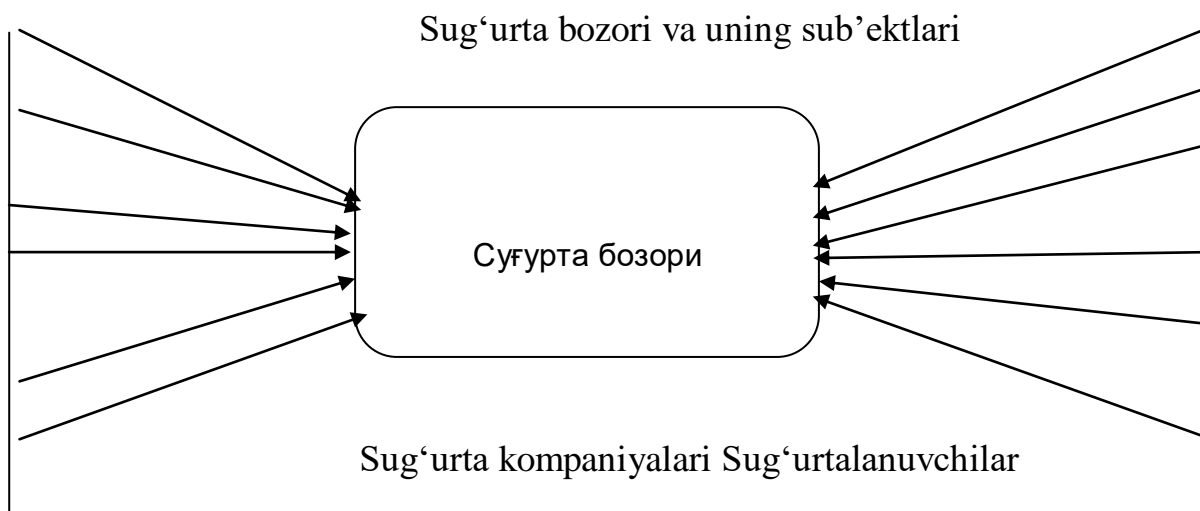 Sug‘urta bozori va uning sub’ektlari
Суғурта бозори
Sug‘urta kompaniyalari Sug‘urtalanuvchilar